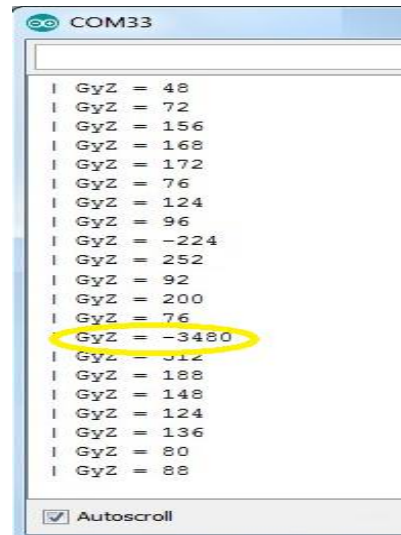 COM33
| GyZ = 48
| GyZ = 72
| GyZ = 156
| GyZ = 168
| GyZ = 172
| GyZ = 76
| GyZ = 124
| GyZ = 96
| GyZ = -224
| GyZ = 252
| GyZ = 92
| GyZ = 200
| GyZ = 76
GyZ = -3480
| GyZ = 312
| GyZ = 188
| GyZ = 148
| GyZ = 124
| GyZ = 136
| GyZ = 80
| GyZ = 88
Autoscroll